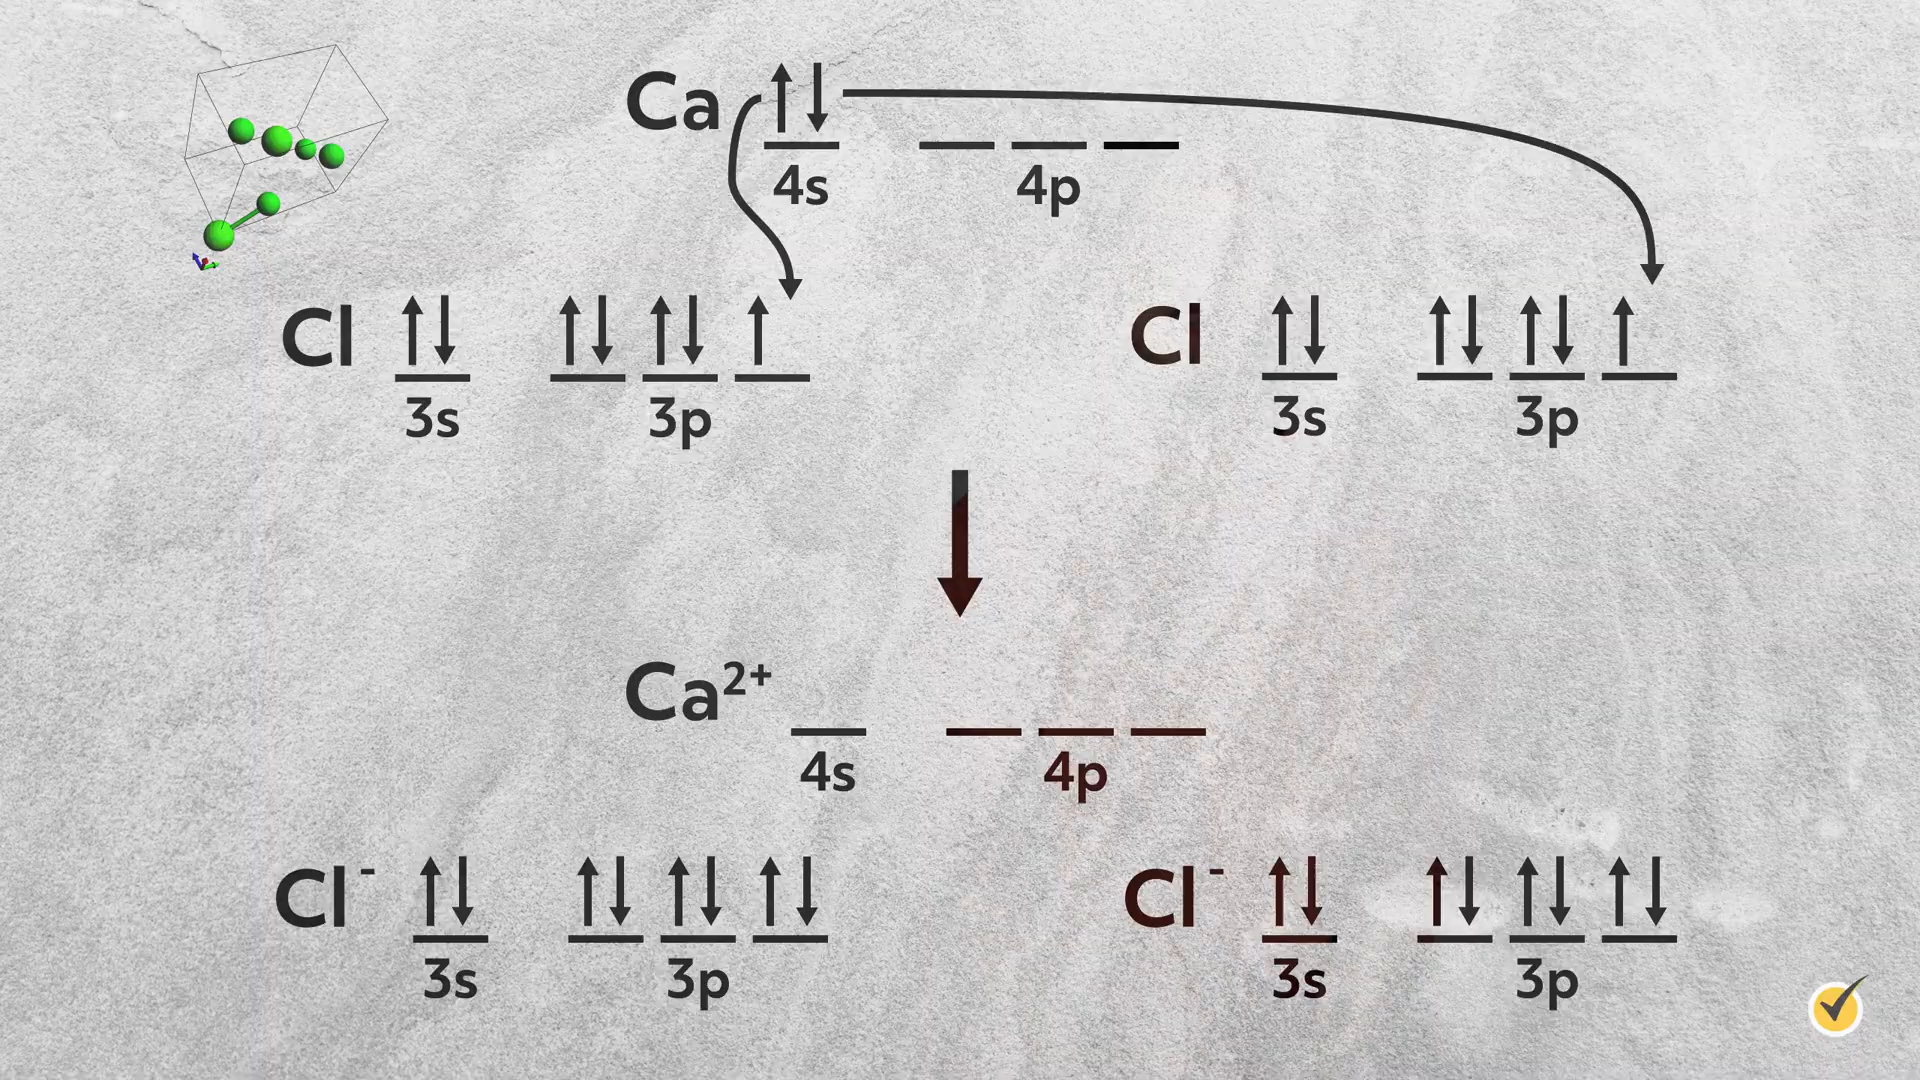 Ca
4s 4p
Cl Cl
3s 3p 3s 3p
Ca²⁺
4s 4p
Cl⁻ Cl⁻
3s 3p 3s 3p